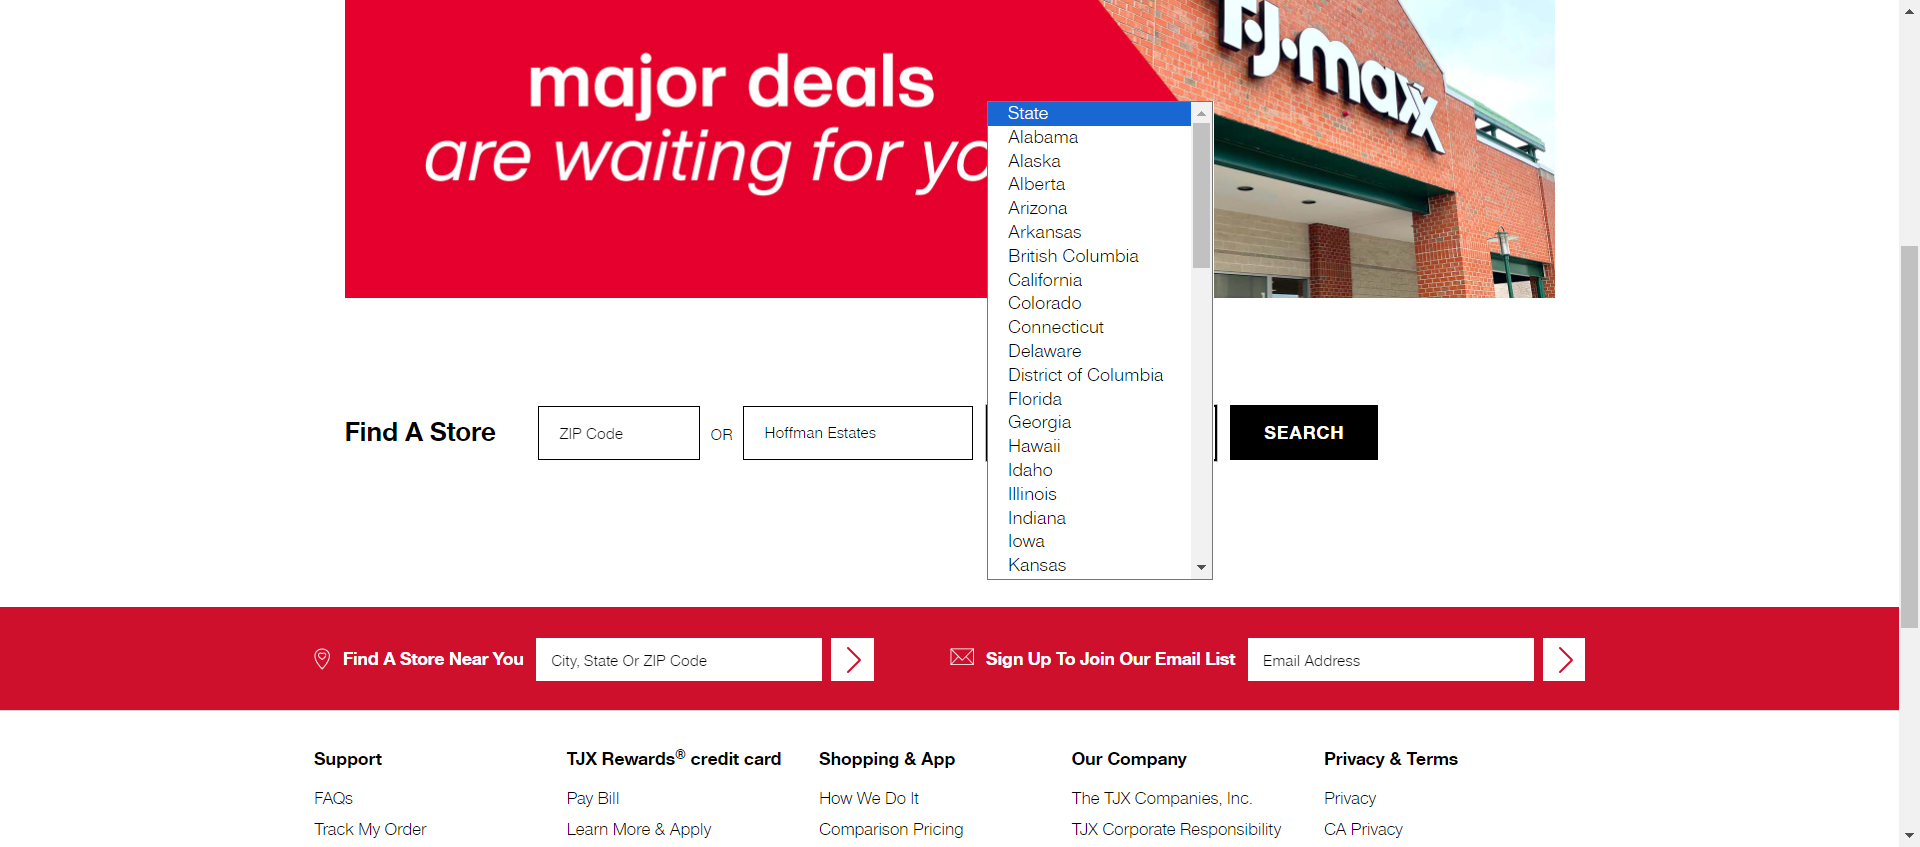 major deals
are waiting for yo
T·J·maxx
State
Alabama
Alaska
Alberta
Arizona
Arkansas
British Columbia
California
Colorado
Connecticut
Delaware
District of Columbia
Florida
Georgia
Hawaii
Idaho
Illinois
Indiana
Iowa
Kansas
Find A Store ZIP Code OR Hoffman Estates SEARCH
Find A Store Near You City, State Or ZIP Code Sign Up To Join Our Email List Email Address
Support TJX Rewards® credit card Shopping & App Our Company Privacy & Terms
FAQs Pay Bill How We Do It The TJX Companies, Inc. Privacy
Track My Order Learn More & Apply Comparison Pricing TJX Corporate Responsibility CA Privacy